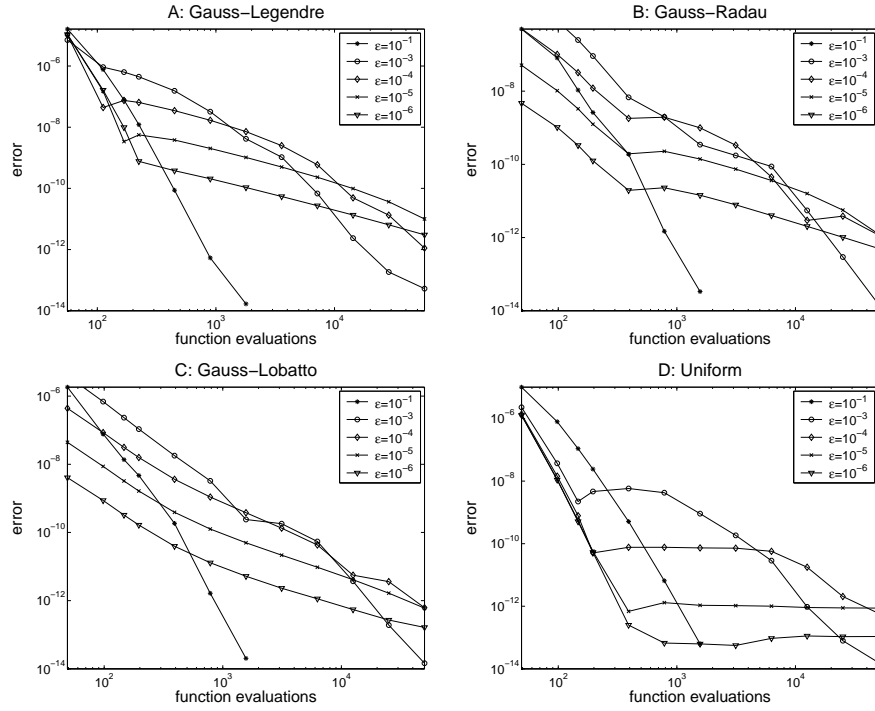 A: Gauss−Legendre
error
10⁻⁶
10⁻⁸
10⁻¹⁰
10⁻¹²
10⁻¹⁴
10²
10³
10⁴
function evaluations
ε=10⁻¹
ε=10⁻³
ε=10⁻⁴
ε=10⁻⁵
ε=10⁻⁶
B: Gauss−Radau
error
10⁻⁸
10⁻¹⁰
10⁻¹²
10⁻¹⁴
10²
10³
10⁴
function evaluations
ε=10⁻¹
ε=10⁻³
ε=10⁻⁴
ε=10⁻⁵
ε=10⁻⁶
C: Gauss−Lobatto
error
10⁻⁶
10⁻⁸
10⁻¹⁰
10⁻¹²
10⁻¹⁴
10²
10³
10⁴
function evaluations
ε=10⁻¹
ε=10⁻³
ε=10⁻⁴
ε=10⁻⁵
ε=10⁻⁶
D: Uniform
error
10⁻⁶
10⁻⁸
10⁻¹⁰
10⁻¹²
10⁻¹⁴
10²
10³
10⁴
function evaluations
ε=10⁻¹
ε=10⁻³
ε=10⁻⁴
ε=10⁻⁵
ε=10⁻⁶